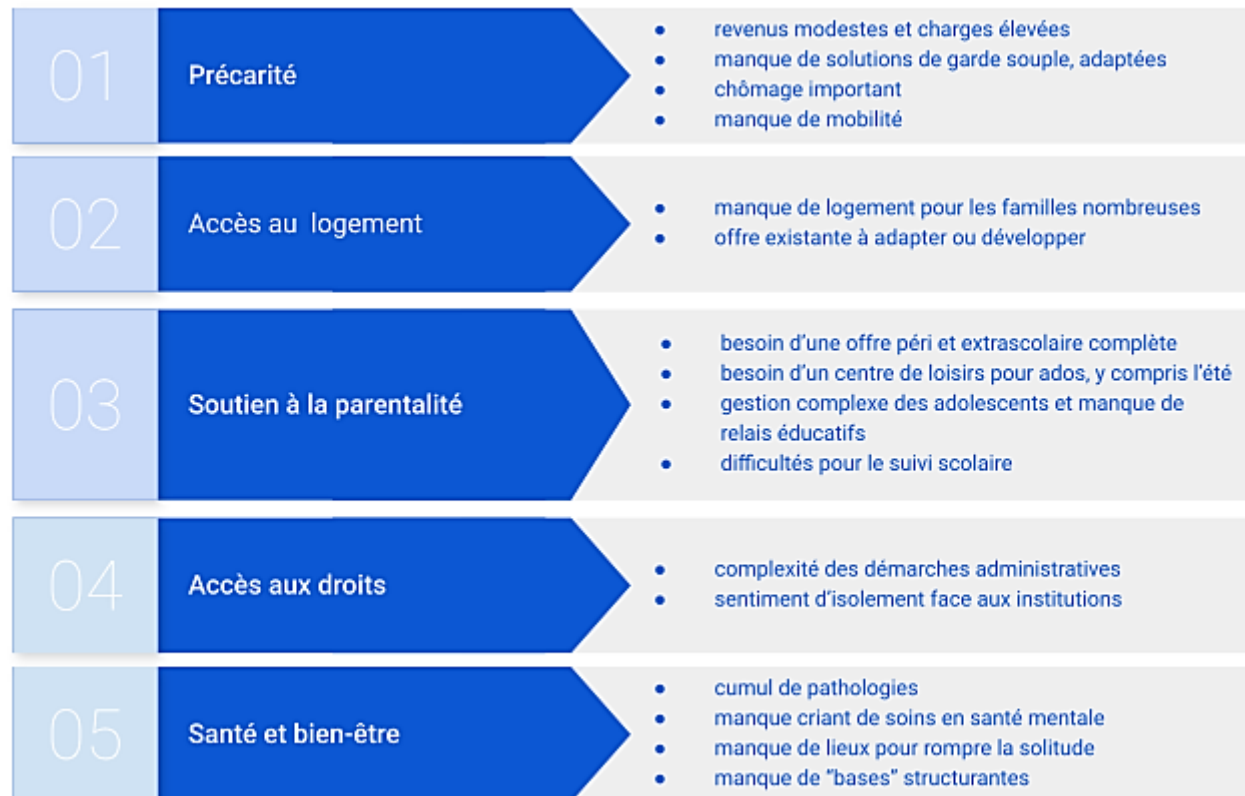 01
Précarité
● revenus modestes et charges élevées
● manque de solutions de garde souple, adaptées
● chômage important
● manque de mobilité
02
Accès au logement
● manque de logement pour les familles nombreuses
● offre existante à adapter ou développer
03
Soutien à la parentalité
● besoin d'une offre péri et extrascolaire complète
● besoin d'un centre de loisirs pour ados, y compris l'été
● gestion complexe des adolescents et manque de
relais éducatifs
● difficultés pour le suivi scolaire
04
Accès aux droits
● complexité des démarches administratives
● sentiment d'isolement face aux institutions
05
Santé et bien-être
● cumul de pathologies
● manque criant de soins en santé mentale
● manque de lieux pour rompre la solitude
● manque de "bases" structurantes